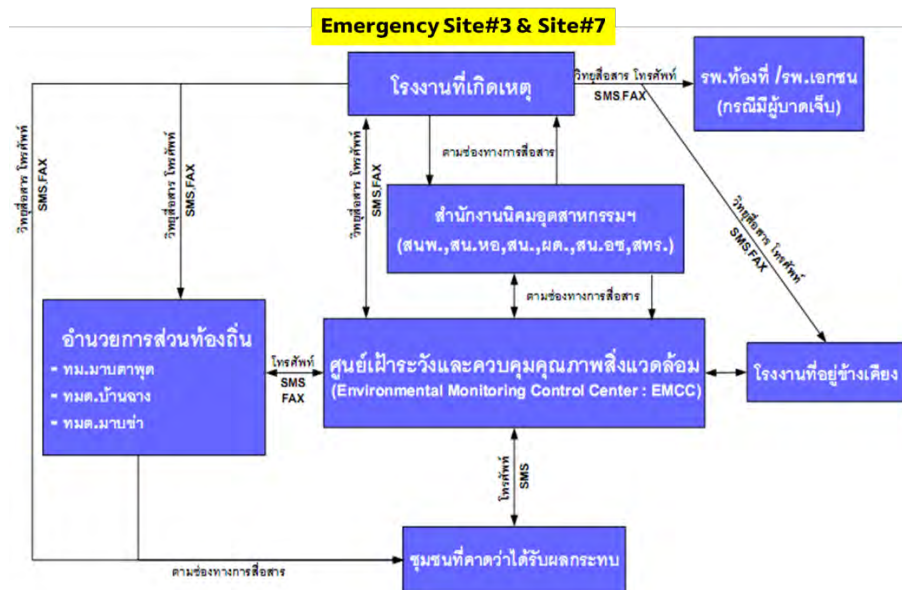 Emergency Site#3 & Site#7
โรงงานที่เกิดเหตุ
วิทยุสื่อสาร โทรศัพท์
SMS,FAX
รพ.ท้องที่ /รพ.เอกชน
(กรณีมีผู้บาดเจ็บ)
วิทยุสื่อสาร โทรศัพท์
SMS,FAX
วิทยุสื่อสาร โทรศัพท์
SMS,FAX
วิทยุสื่อสาร โทรศัพท์
SMS,FAX
ตามช่องทางการสื่อสาร
วิทยุสื่อสาร โทรศัพท์
SMS,FAX
สำนักงานนิคมอุตสาหกรรมฯ
(สนพ.,สน.หอ,สน.,ผด.,สน.อช,สทร.)
ตามช่องทางการสื่อสาร
อำนวยการส่วนท้องถิ่น
- ทม.มาบตาพุต
- ทมต.บ้านฉาง
- ทมต.มาบข่า
โทรศัพท์
SMS
FAX
ศูนย์เฝ้าระวังและควบคุมคุณภาพสิ่งแวดล้อม
(Environmental Monitoring Control Center : EMCC)
โรงงานที่อยู่ข้างเคียง
โทรศัพท์
SMS
ชุมชนที่คาดว่าได้รับผลกระทบ
ตามช่องทางการสื่อสาร